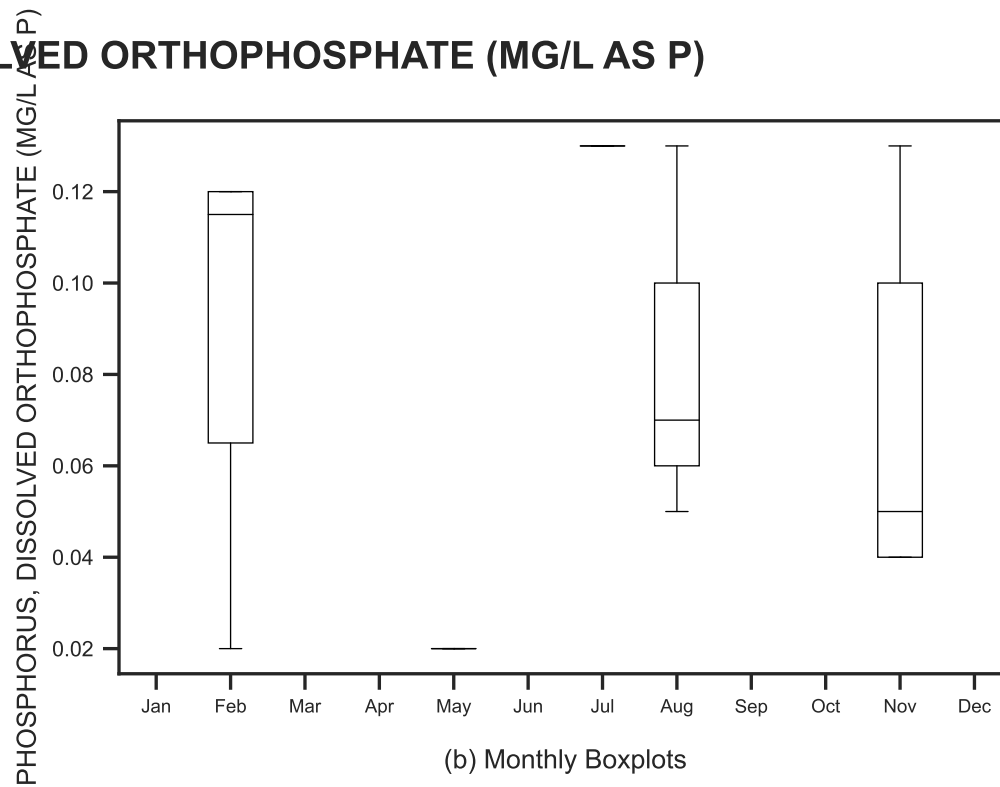 LVED ORTHOPHOSPHATE (MG/L AS P)
PHOSPHORUS, DISSOLVED ORTHOPHOSPHATE (MG/L AS P)
0.12
0.10
0.08
0.06
0.04
0.02
Jan Feb Mar Apr May Jun Jul Aug Sep Oct Nov Dec
(b) Monthly Boxplots